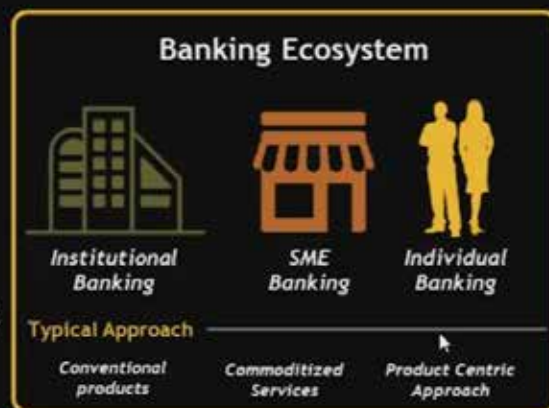 Banking Ecosystem
Institutional
Banking
SME
Banking
Individual
Banking
Typical Approach
Conventional
products
Commoditized
Services
Product Centric
Approach